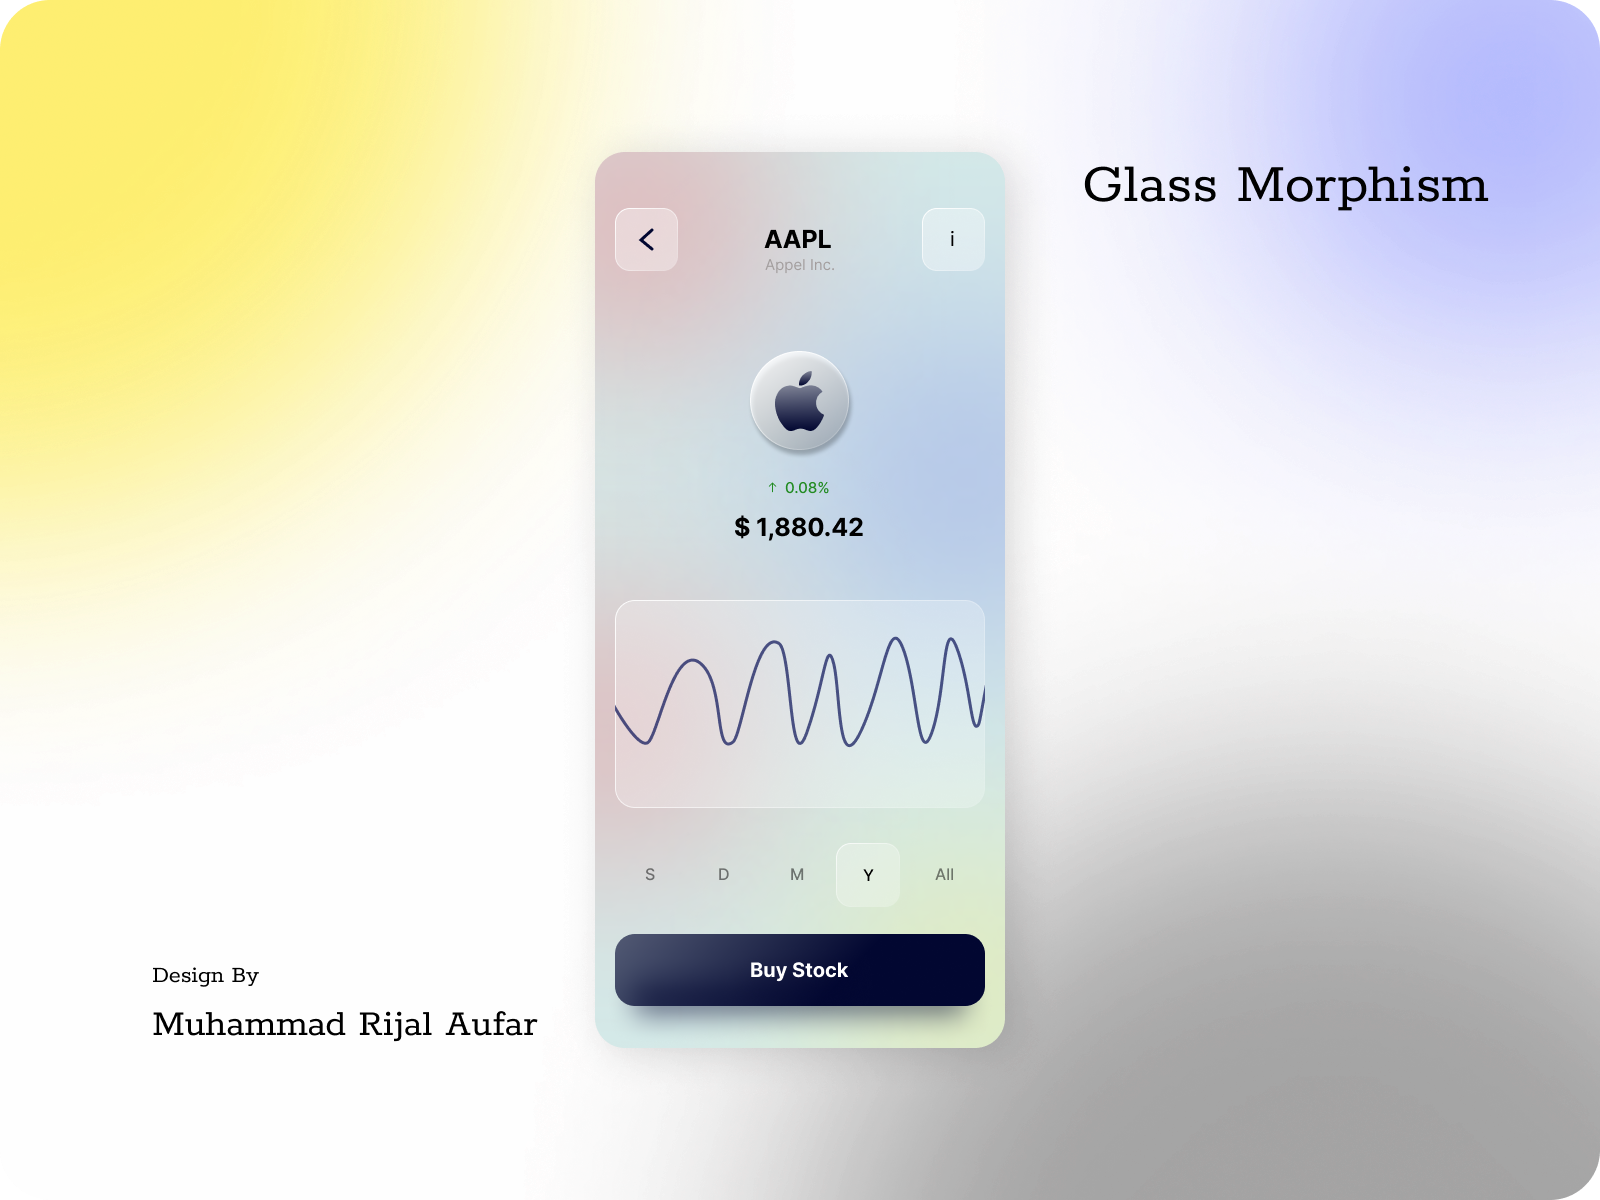 Glass Morphism
AAPL
i
Appel Inc.
↑ 0.08%
$ 1,880.42
S D M Y All
Buy Stock
Design By
Muhammad Rijal Aufar